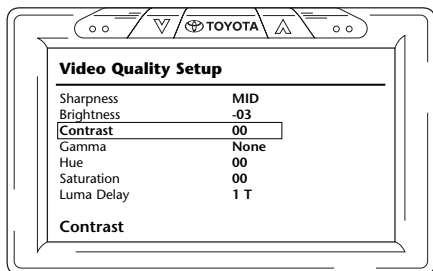 TOYOTA
Video Quality Setup
Sharpness MID
Brightness -03
Contrast 00
Gamma None
Hue 00
Saturation 00
Luma Delay 1 T
Contrast